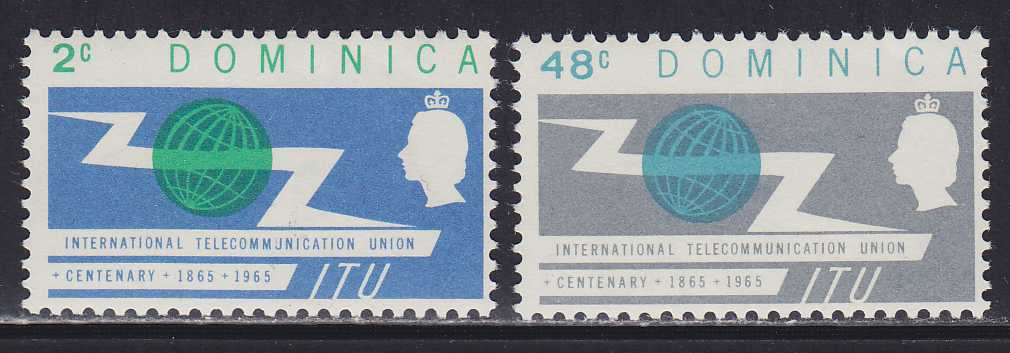 2c DOMINICA
INTERNATIONAL TELECOMMUNICATION UNION
+ CENTENARY + 1865 + 1965
ITU
48c DOMINICA
INTERNATIONAL TELECOMMUNICATION UNION
+ CENTENARY + 1865 + 1965
ITU